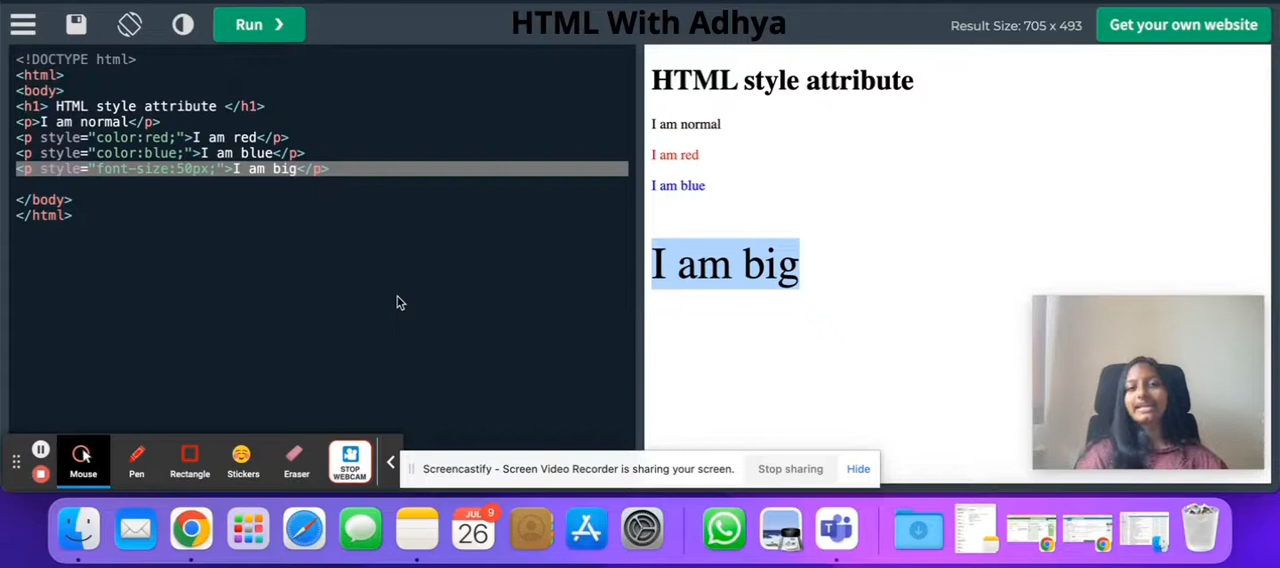 HTML With Adhya
Run ❯
Result Size: 705 x 493
Get your own website
<!DOCTYPE html>
<html>
<body>
<h1> HTML style attribute </h1>
<p>I am normal</p>
<p style="color:red;">I am red</p>
<p style="color:blue;">I am blue</p>
<p style="font-size:50px;">I am big</p>
</body>
</html>
HTML style attribute
I am normal
I am red
I am blue
I am big
Mouse
Pen
Rectangle
Stickers
Eraser
STOP
WEBCAM
Screencastify - Screen Video Recorder is sharing your screen.
Stop sharing
Hide
JUL
9
26